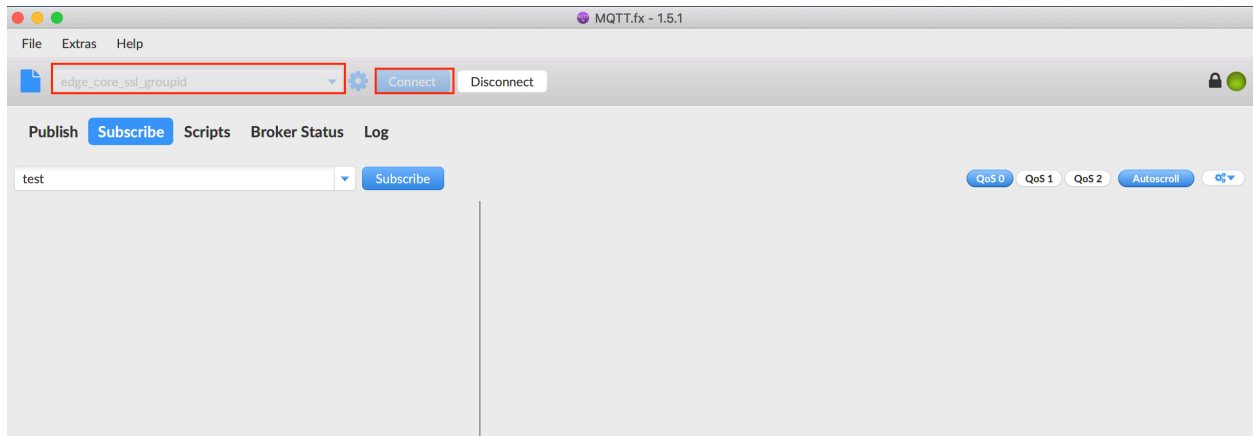 MQTT.fx - 1.5.1
File Extras Help
edge_core_ssl_groupid Connect Disconnect
Publish Subscribe Scripts Broker Status Log
test Subscribe QoS 0 QoS 1 QoS 2 Autoscroll